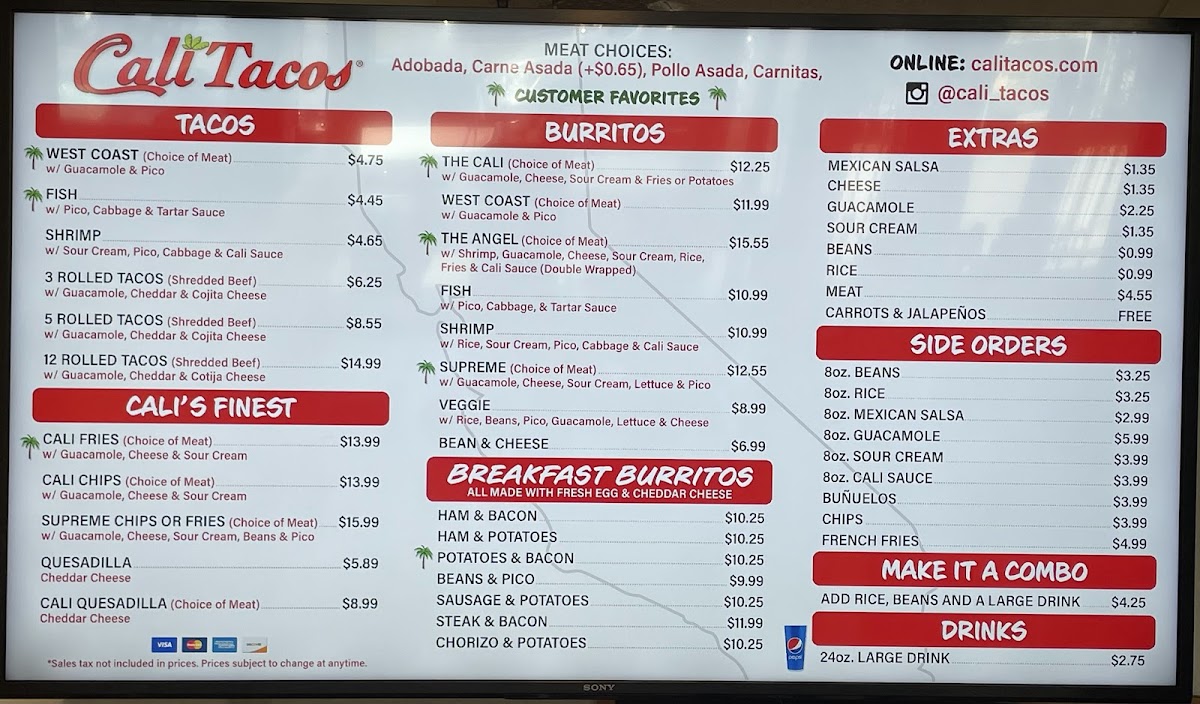 Cali Tacos®
MEAT CHOICES:
Adobada, Carne Asada (+$0.65), Pollo Asada, Carnitas,
CUSTOMER FAVORITES
ONLINE: calitacos.com
@cali_tacos
TACOS
WEST COAST (Choice of Meat) $4.75
w/ Guacamole & Pico
FISH $4.45
w/ Pico, Cabbage & Tartar Sauce
SHRIMP $4.65
w/ Sour Cream, Pico, Cabbage & Cali Sauce
3 ROLLED TACOS (Shredded Beef) $6.25
w/ Guacamole, Cheddar & Cojita Cheese
5 ROLLED TACOS (Shredded Beef) $8.55
w/ Guacamole, Cheddar & Cojita Cheese
12 ROLLED TACOS (Shredded Beef) $14.99
w/ Guacamole, Cheddar & Cotija Cheese
CALI'S FINEST
CALI FRIES (Choice of Meat) $13.99
w/ Guacamole, Cheese & Sour Cream
CALI CHIPS (Choice of Meat) $13.99
w/ Guacamole, Cheese & Sour Cream
SUPREME CHIPS OR FRIES (Choice of Meat) $15.99
w/ Guacamole, Cheese, Sour Cream, Beans & Pico
QUESADILLA $5.89
Cheddar Cheese
CALI QUESADILLA (Choice of Meat) $8.99
Cheddar Cheese
VISA
*Sales tax not included in prices. Prices subject to change at anytime.
BURRITOS
THE CALI (Choice of Meat) $12.25
w/ Guacamole, Cheese, Sour Cream & Fries or Potatoes
WEST COAST (Choice of Meat) $11.99
w/ Guacamole & Pico
THE ANGEL (Choice of Meat) $15.55
w/ Shrimp, Guacamole, Cheese, Sour Cream, Rice,
Fries & Cali Sauce (Double Wrapped)
FISH $10.99
w/ Pico, Cabbage, & Tartar Sauce
SHRIMP $10.99
w/ Rice, Sour Cream, Pico, Cabbage & Cali Sauce
SUPREME (Choice of Meat) $12.55
w/ Guacamole, Cheese, Sour Cream, Lettuce & Pico
VEGGIE $8.99
w/ Rice, Beans, Pico, Guacamole, Lettuce & Cheese
BEAN & CHEESE $6.99
BREAKFAST BURRITOS
ALL MADE WITH FRESH EGG & CHEDDAR CHEESE
HAM & BACON $10.25
HAM & POTATOES $10.25
POTATOES & BACON $10.25
BEANS & PICO $9.99
SAUSAGE & POTATOES $10.25
STEAK & BACON $11.99
CHORIZO & POTATOES $10.25
EXTRAS
MEXICAN SALSA $1.35
CHEESE $1.35
GUACAMOLE $2.25
SOUR CREAM $1.35
BEANS $0.99
RICE $0.99
MEAT $4.55
CARROTS & JALAPEÑOS FREE
SIDE ORDERS
8oz. BEANS $3.25
8oz. RICE $3.25
8oz. MEXICAN SALSA $2.99
8oz. GUACAMOLE $5.99
8oz. SOUR CREAM $3.99
8oz. CALI SAUCE $3.99
BUÑUELOS $3.99
CHIPS $3.99
FRENCH FRIES $4.99
MAKE IT A COMBO
ADD RICE, BEANS AND A LARGE DRINK $4.25
DRINKS
pepsi
24oz. LARGE DRINK $2.75
SONY